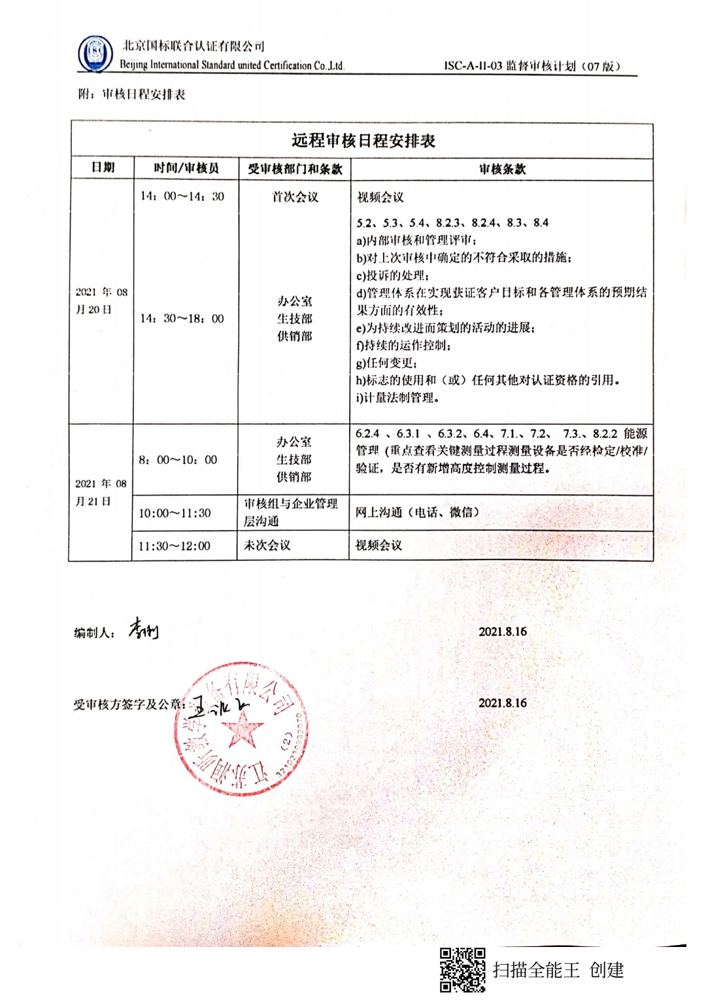 北京国标联合认证有限公司
Beijing International Standard united Certification Co.,Ltd.
ISC-A-II-03 监督审核计划（07 版）
附：审核日程安排表
远程审核日程安排表
日期 时间/审核员 受审核部门和条款 审核条款
14：00～14：30 首次会议 视频会议
2021 年 08
月 20 日
14：30～18：00
办公室
生技部
供销部
5.2、5.3、5.4、8.2.3、8.2.4、8.3、8.4
a)内部审核和管理评审；
b)对上次审核中确定的不符合采取的措施；
c)投诉的处理；
d)管理体系在实现获证客户目标和各管理体系的预期结
果方面的有效性；
e)为持续改进而策划的活动的进展；
f)持续的运作控制；
g)任何变更；
h)标志的使用和（或）任何其他对认证资格的引用。
i)计量法制管理。
2021 年 08
月 21 日
8：00～10：00
办公室
生技部
供销部
6.2.4 、6.3.1 、6.3.2、6.4、7.1.、7.2、 7.3.、8.2.2 能源
管理（重点查看关键测量过程测量设备是否经检定/校准/
验证，是否有新增高度控制测量过程。
10:00～11:30
审核组与企业管理
层沟通
网上沟通（电话、微信）
11:30～12:00 末次会议 视频会议
编制人：
2021.8.16
受审核方签字及公章：
2021.8.16
有限公司
江苏润
(2)
扫描全能王 创建